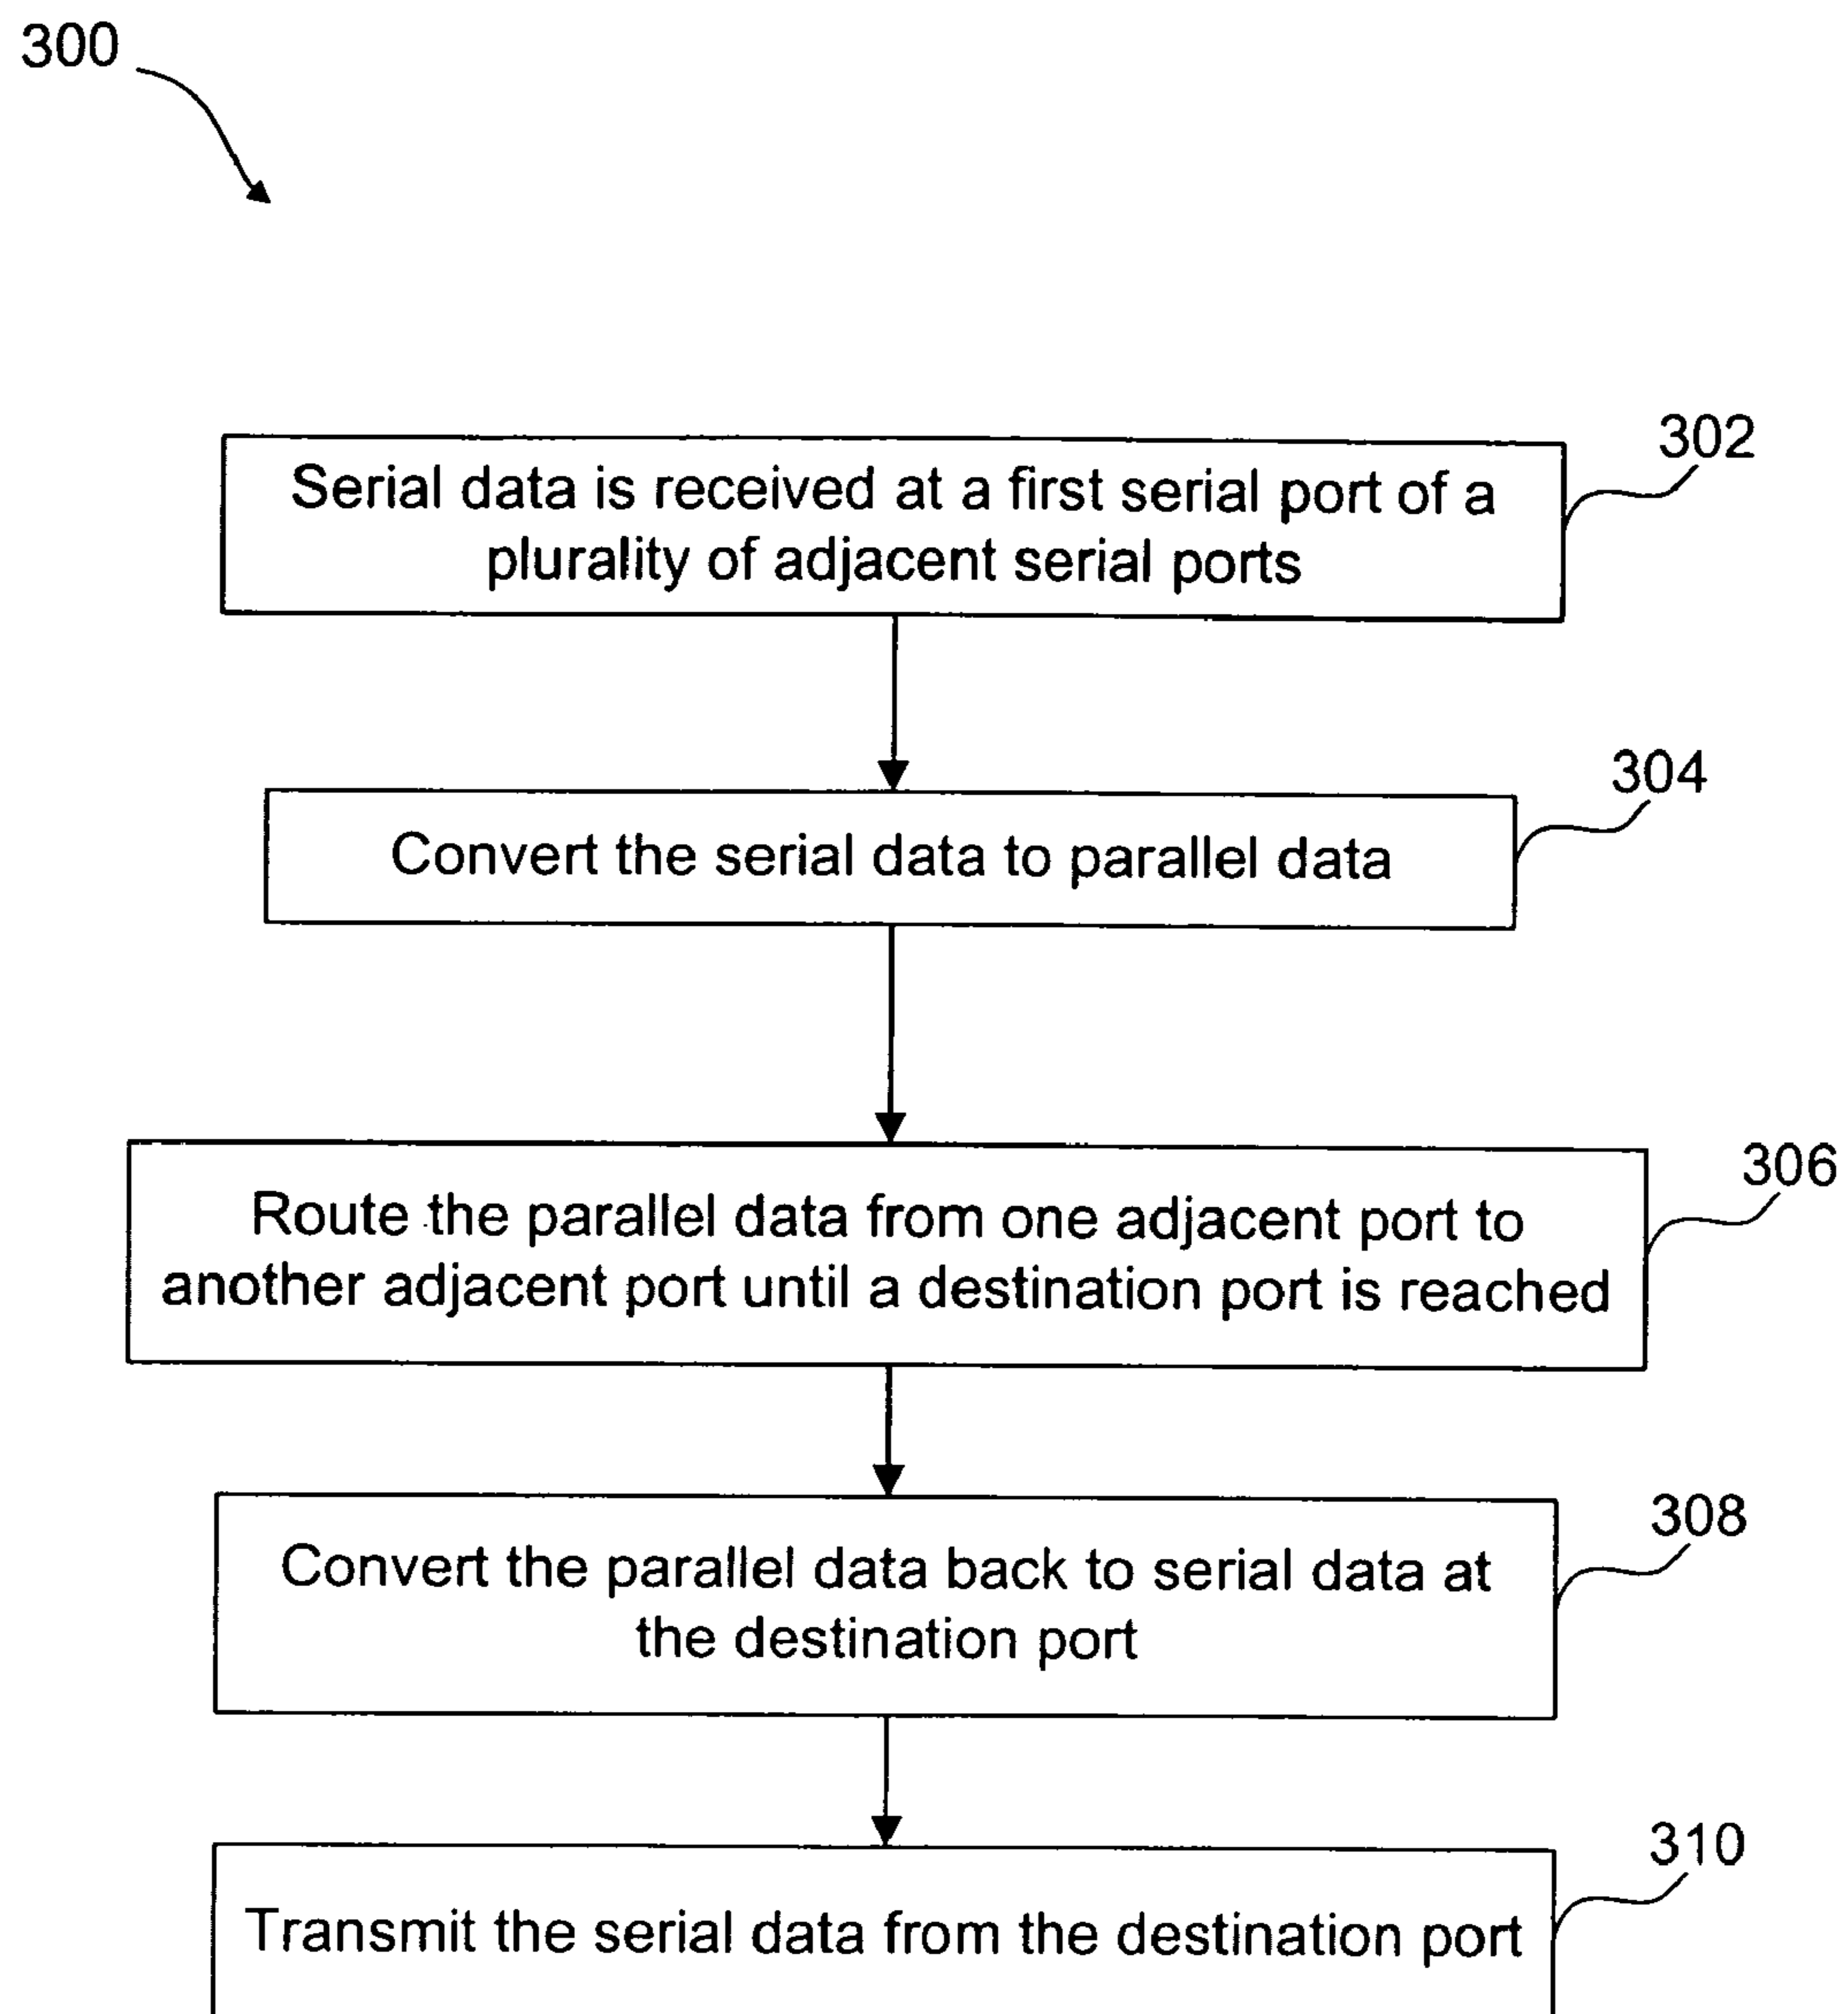 300
302
Serial data is received at a first serial port of a
plurality of adjacent serial ports
304
Convert the serial data to parallel data
306
Route the parallel data from one adjacent port to
another adjacent port until a destination port is reached
308
Convert the parallel data back to serial data at
the destination port
310
Transmit the serial data from the destination port